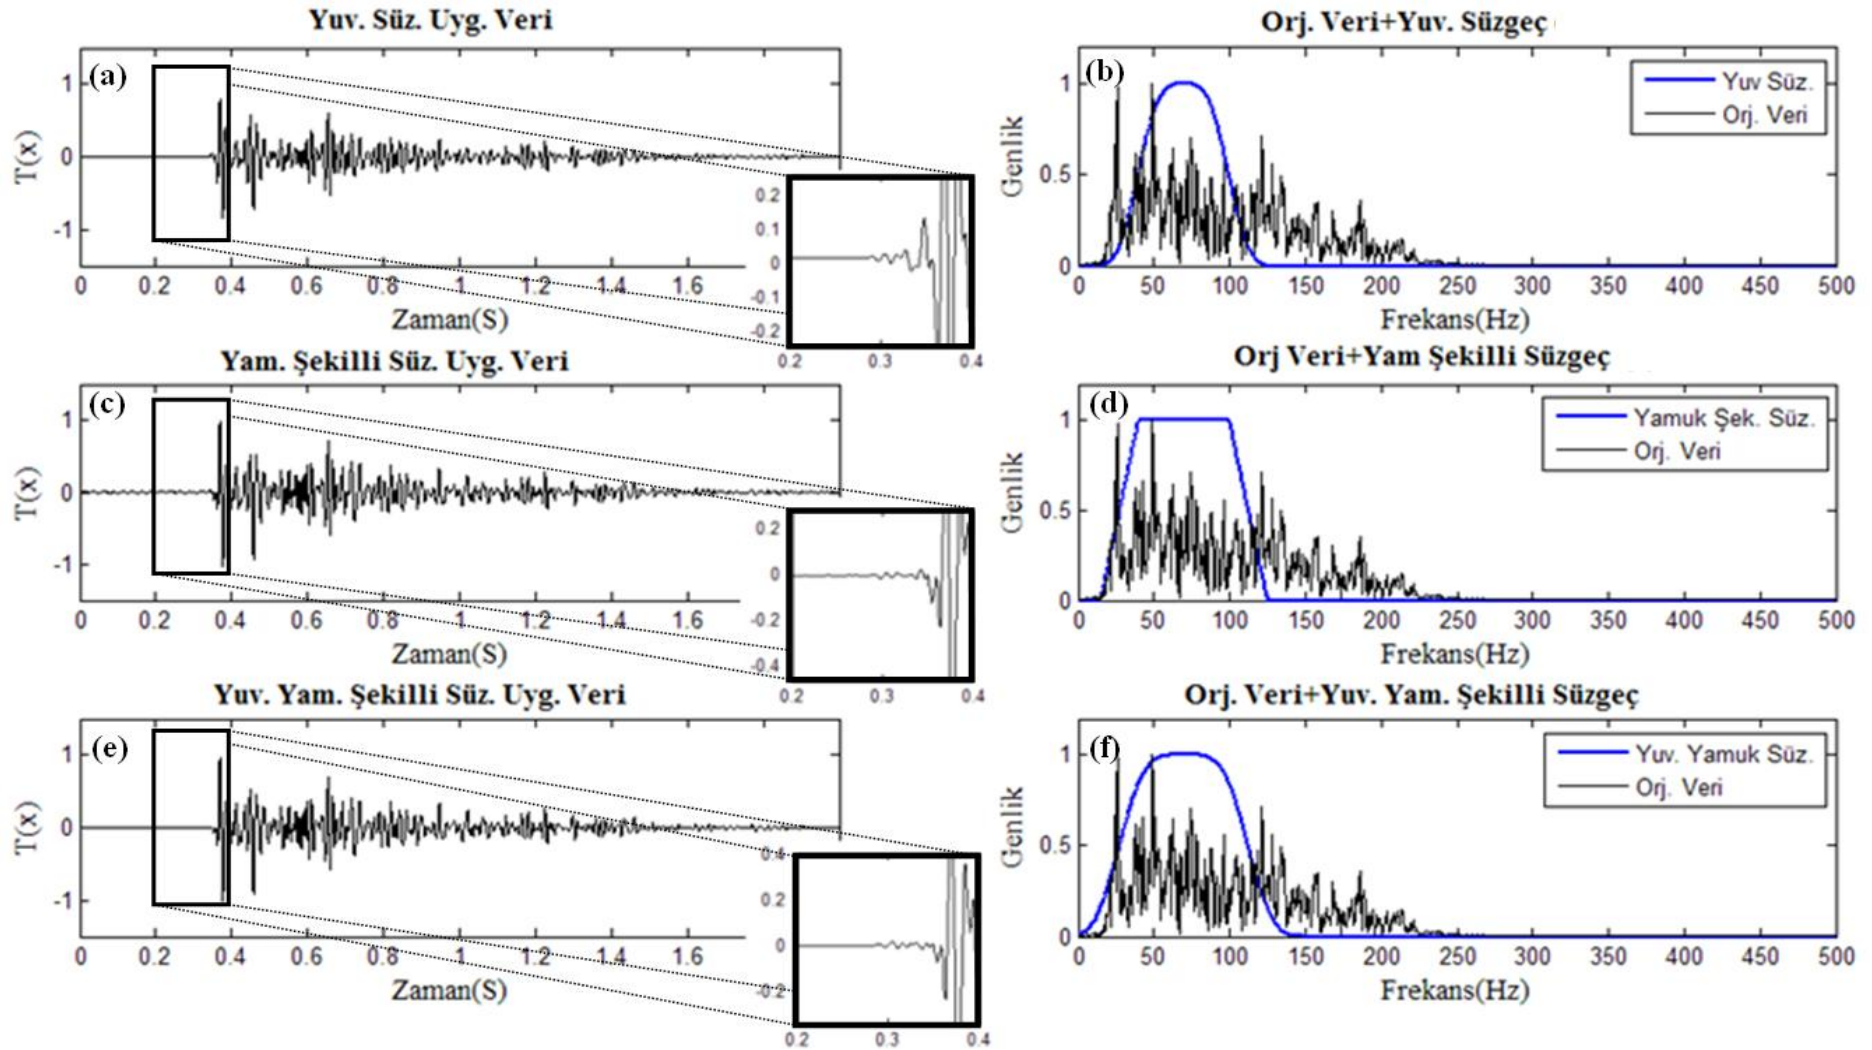 Yuv. Süz. Uyg. Veri
(a)
1
0
-1
T(x)
0 0.2 0.4 0.6 0.8 1 1.2 1.4 1.6
Zaman(S)
0.2
0.1
0
-0.1
-0.2
0.2 0.3 0.4
Orj. Veri+Yuv. Süzgeç
(b)
Yuv Süz.
Orj. Veri
1
0.5
0
Genlik
0 50 100 150 200 250 300 350 400 450 500
Frekans(Hz)
Yam. Şekilli Süz. Uyg. Veri
(c)
1
0
-1
T(x)
0 0.2 0.4 0.6 0.8 1 1.2 1.4 1.6
Zaman(S)
0.2
0
-0.2
-0.4
0.2 0.3 0.4
Orj Veri+Yam Şekilli Süzgeç
(d)
Yamuk Şek. Süz.
Orj. Veri
1
0.5
0
Genlik
0 50 100 150 200 250 300 350 400 450 500
Frekans(Hz)
Yuv. Yam. Şekilli Süz. Uyg. Veri
(e)
1
0
-1
T(x)
0 0.2 0.4 0.6 0.8 1 1.2 1.4 1.6
Zaman(S)
0.4
0.2
0
-0.2
0.2 0.3 0.4
Orj. Veri+Yuv. Yam. Şekilli Süzgeç
(f)
Yuv. Yamuk Süz.
Orj. Veri
1
0.5
0
Genlik
0 50 100 150 200 250 300 350 400 450 500
Frekans(Hz)